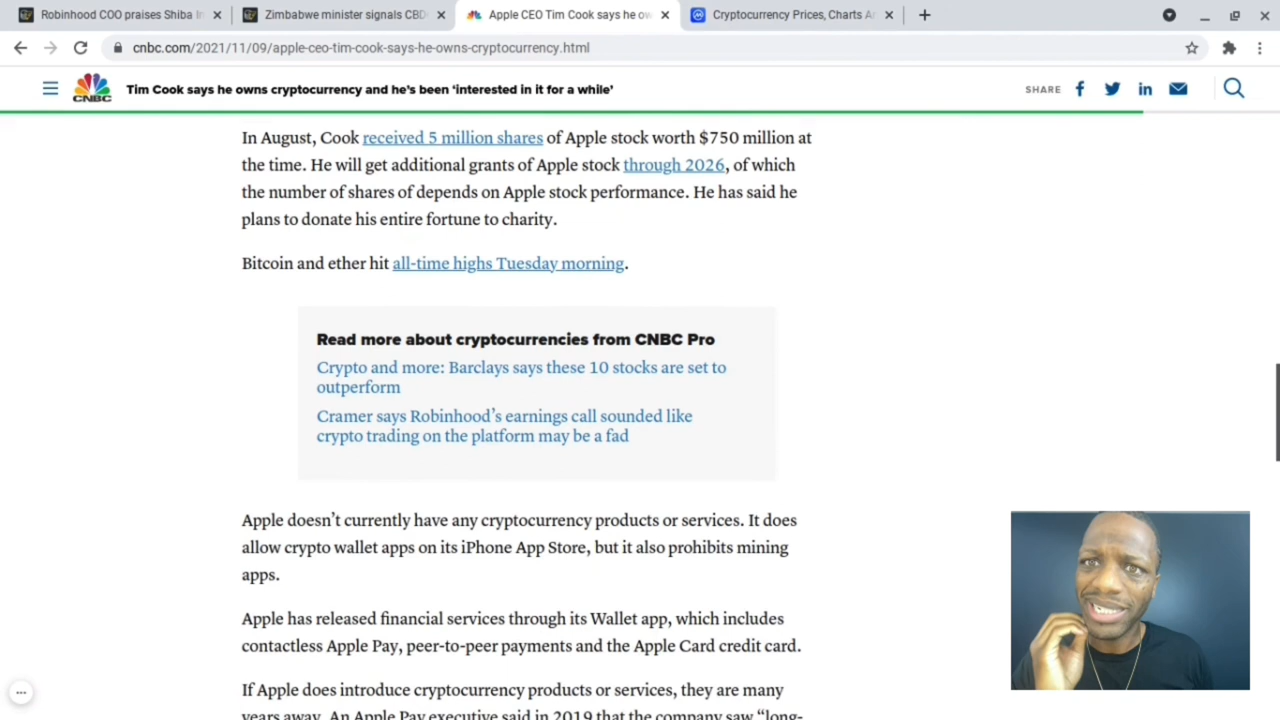 Robinhood COO praises Shiba In
Zimbabwe minister signals CBD
Apple CEO Tim Cook says he ow
Cryptocurrency Prices, Charts A
cnbc.com/2021/11/09/apple-ceo-tim-cook-says-he-owns-cryptocurrency.html
CNBC
Tim Cook says he owns cryptocurrency and he's been ‘interested in it for a while’
SHARE
In August, Cook received 5 million shares of Apple stock worth $750 million at
the time. He will get additional grants of Apple stock through 2026, of which
the number of shares of depends on Apple stock performance. He has said he
plans to donate his entire fortune to charity.
Bitcoin and ether hit all-time highs Tuesday morning.
Read more about cryptocurrencies from CNBC Pro
Crypto and more: Barclays says these 10 stocks are set to
outperform
Cramer says Robinhood’s earnings call sounded like
crypto trading on the platform may be a fad
Apple doesn’t currently have any cryptocurrency products or services. It does
allow crypto wallet apps on its iPhone App Store, but it also prohibits mining
apps.
Apple has released financial services through its Wallet app, which includes
contactless Apple Pay, peer-to-peer payments and the Apple Card credit card.
If Apple does introduce cryptocurrency products or services, they are many
years away. An Apple Pay executive said in 2019 that the company saw “long-